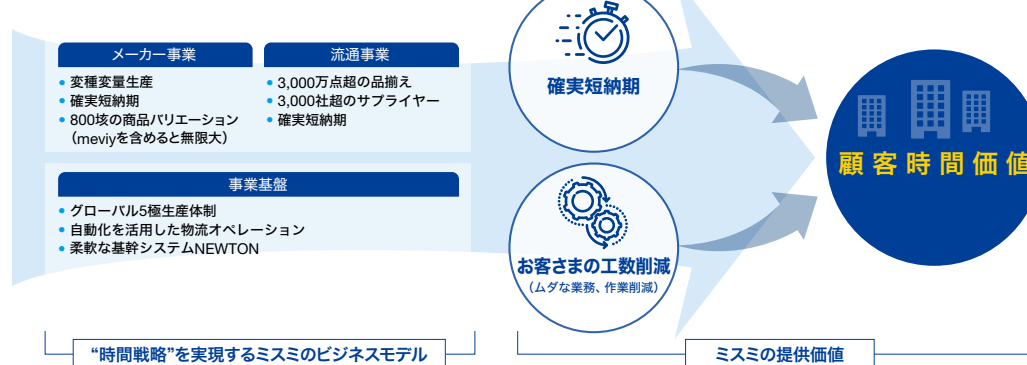 メーカー事業
• 変種変量生産
• 確実短納期
• 800垓の商品バリエーション
（meviyを含めると無限大）
流通事業
• 3,000万点超の品揃え
• 3,000社超のサプライヤー
• 確実短納期
事業基盤
• グローバル5極生産体制
• 自動化を活用した物流オペレーション
• 柔軟な基幹システムNEWTON
“時間戦略”を実現するミスミのビジネスモデル
確実短納期
お客さまの工数削減
（ムダな業務、作業削減）
顧客時間価値
ミスミの提供価値